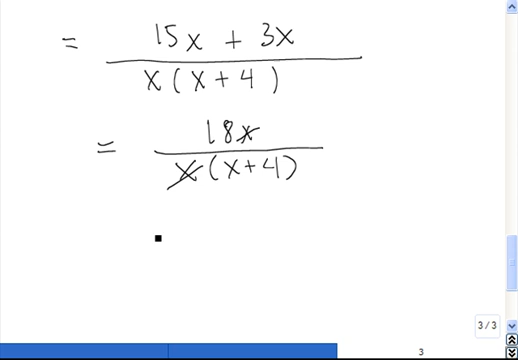 = 15x + 3x
x ( x + 4 )
= 18x
x ( x + 4 )
3 / 3
3